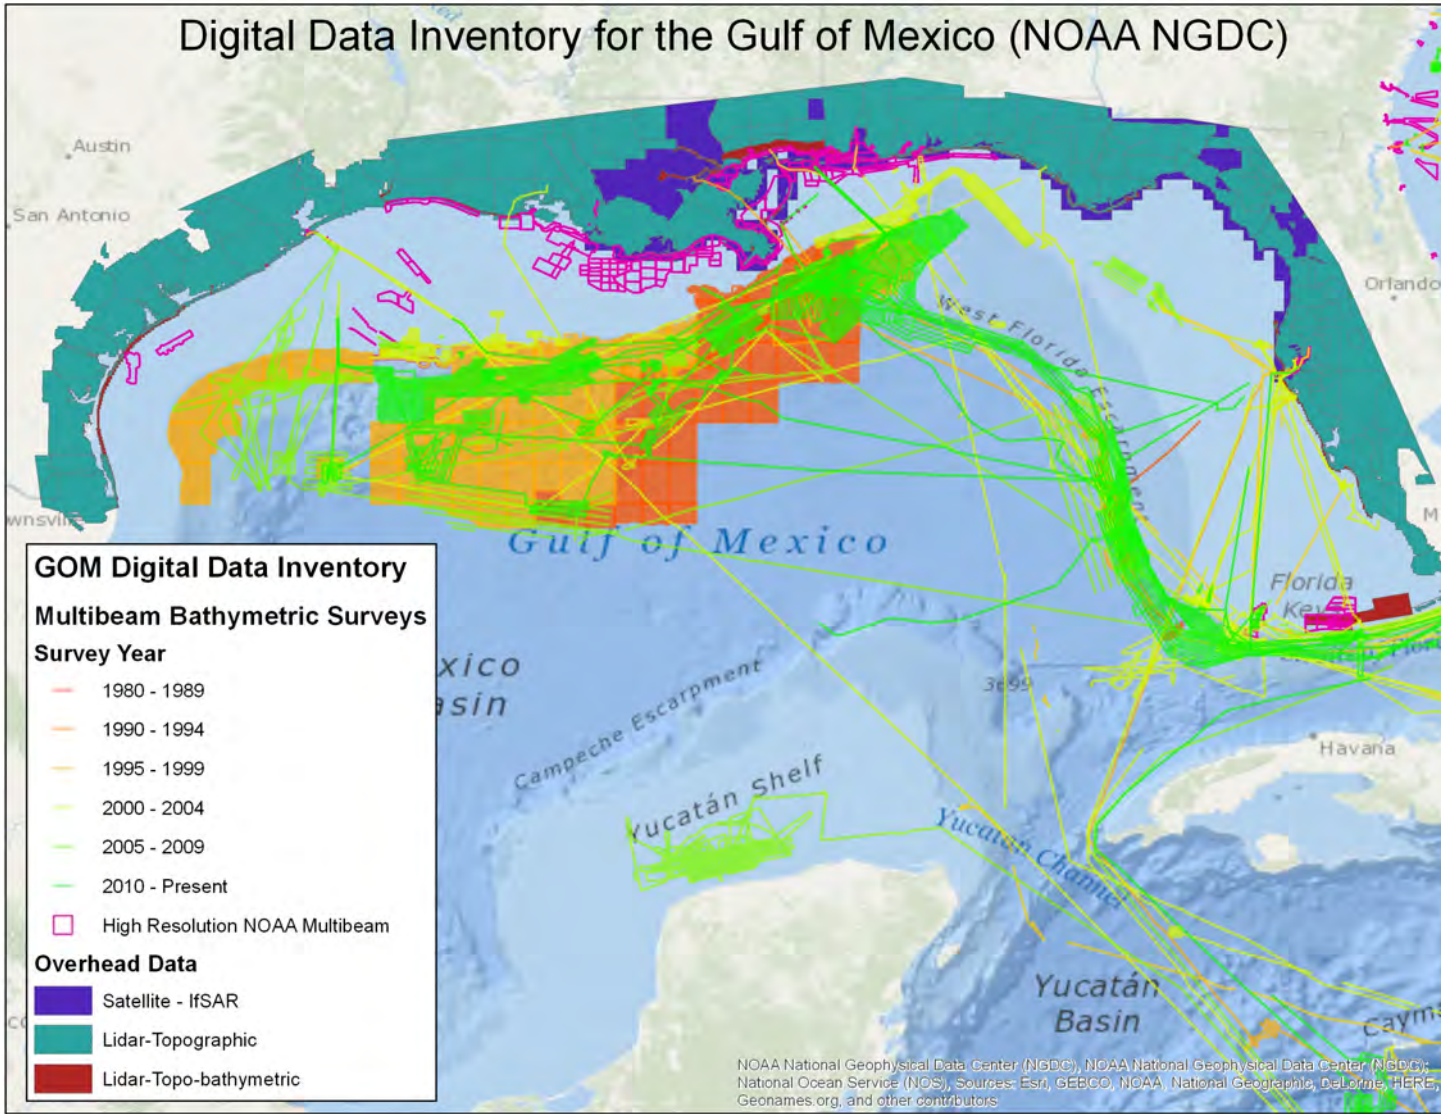 Digital Data Inventory for the Gulf of Mexico (NOAA NGDC)
Austin
San Antonio
Orlando
West Florida Escarpment
wnsvill
M
Gulf of Mexico
Florida
Key
GOM Digital Data Inventory
Multibeam Bathymetric Surveys
Survey Year
1980 - 1989
1990 - 1994
1995 - 1999
2000 - 2004
2005 - 2009
2010 - Present
High Resolution NOAA Multibeam
Overhead Data
Satellite - IfSAR
Lidar-Topographic
Lidar-Topo-bathymetric
xico
asin
3699
Campeche Escarpment
Havana
Yucatán Shelf
Yucatán Channel
Yucatán
Basin
Cayma
NOAA National Geophysical Data Center (NGDC), NOAA National Geophysical Data Center (NGDC);
National Ocean Service (NOS), Sources: Esri, GEBCO, NOAA, National Geographic, DeLorme, HERE,
Geonames.org, and other contributors